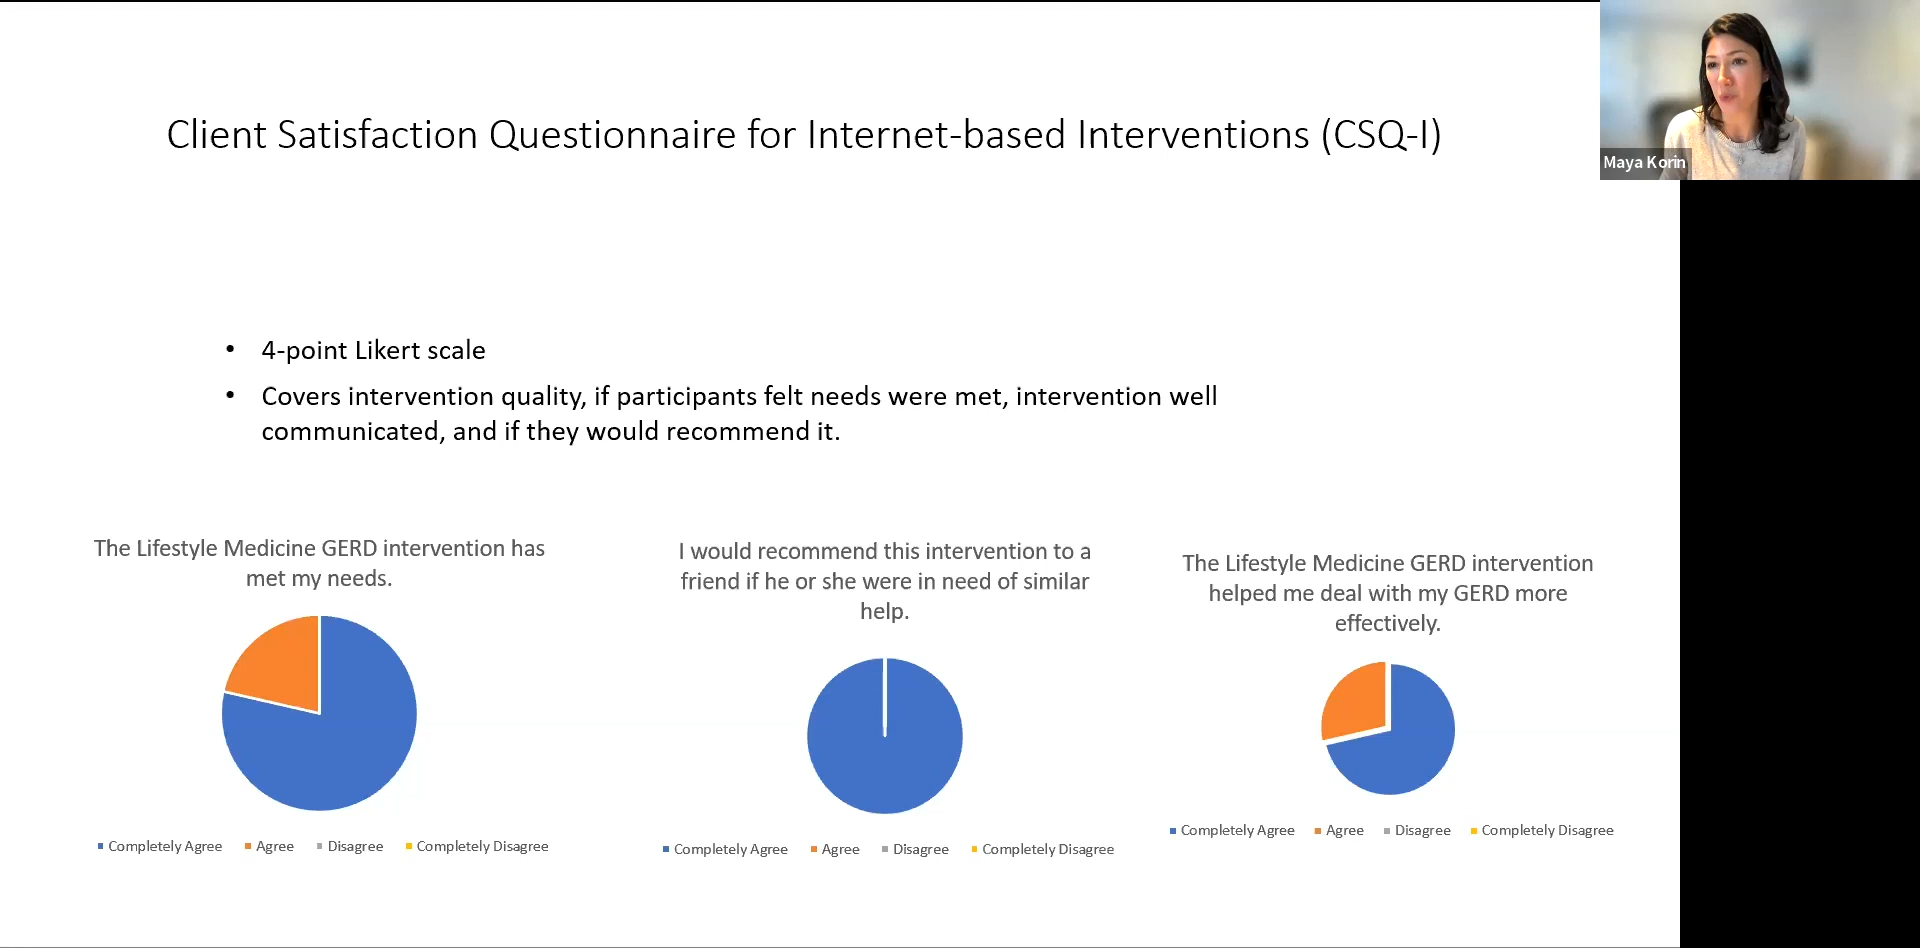 Client Satisfaction Questionnaire for Internet-based Interventions (CSQ-I)
Maya Korin
• 4-point Likert scale
• Covers intervention quality, if participants felt needs were met, intervention well
communicated, and if they would recommend it.
The Lifestyle Medicine GERD intervention has
met my needs.
Completely Agree Agree Disagree Completely Disagree
I would recommend this intervention to a
friend if he or she were in need of similar
help.
Completely Agree Agree Disagree Completely Disagree
The Lifestyle Medicine GERD intervention
helped me deal with my GERD more
effectively.
Completely Agree Agree Disagree Completely Disagree